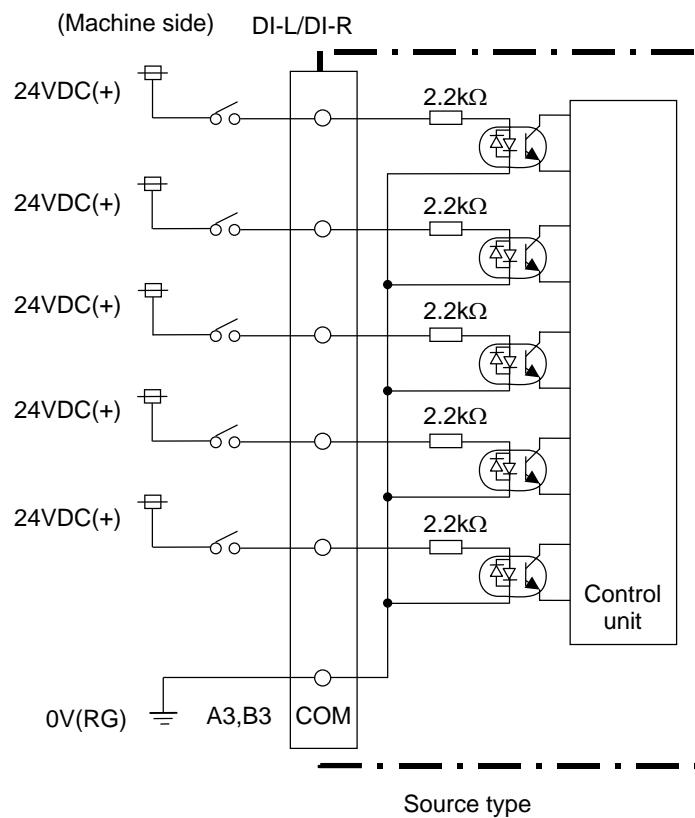 (Machine side)
DI-L/DI-R
24VDC(+)
2.2kΩ
24VDC(+)
2.2kΩ
24VDC(+)
2.2kΩ
24VDC(+)
2.2kΩ
24VDC(+)
2.2kΩ
Control
unit
0V(RG)
A3,B3
COM
Source type